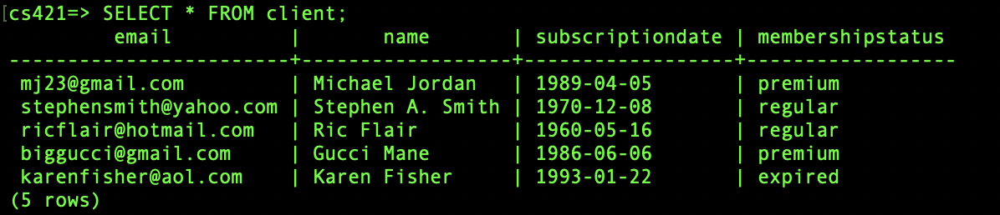 [cs421=> SELECT * FROM client;
         email          |       name       | subscriptiondate | membershipstatus
------------------------+------------------+------------------+------------------
 mj23@gmail.com         | Michael Jordan   | 1989-04-05       | premium
 stephensmith@yahoo.com | Stephen A. Smith | 1970-12-08       | regular
 ricflair@hotmail.com   | Ric Flair        | 1960-05-16       | regular
 biggucci@gmail.com     | Gucci Mane       | 1986-06-06       | premium
 karenfisher@aol.com    | Karen Fisher     | 1993-01-22       | expired
(5 rows)